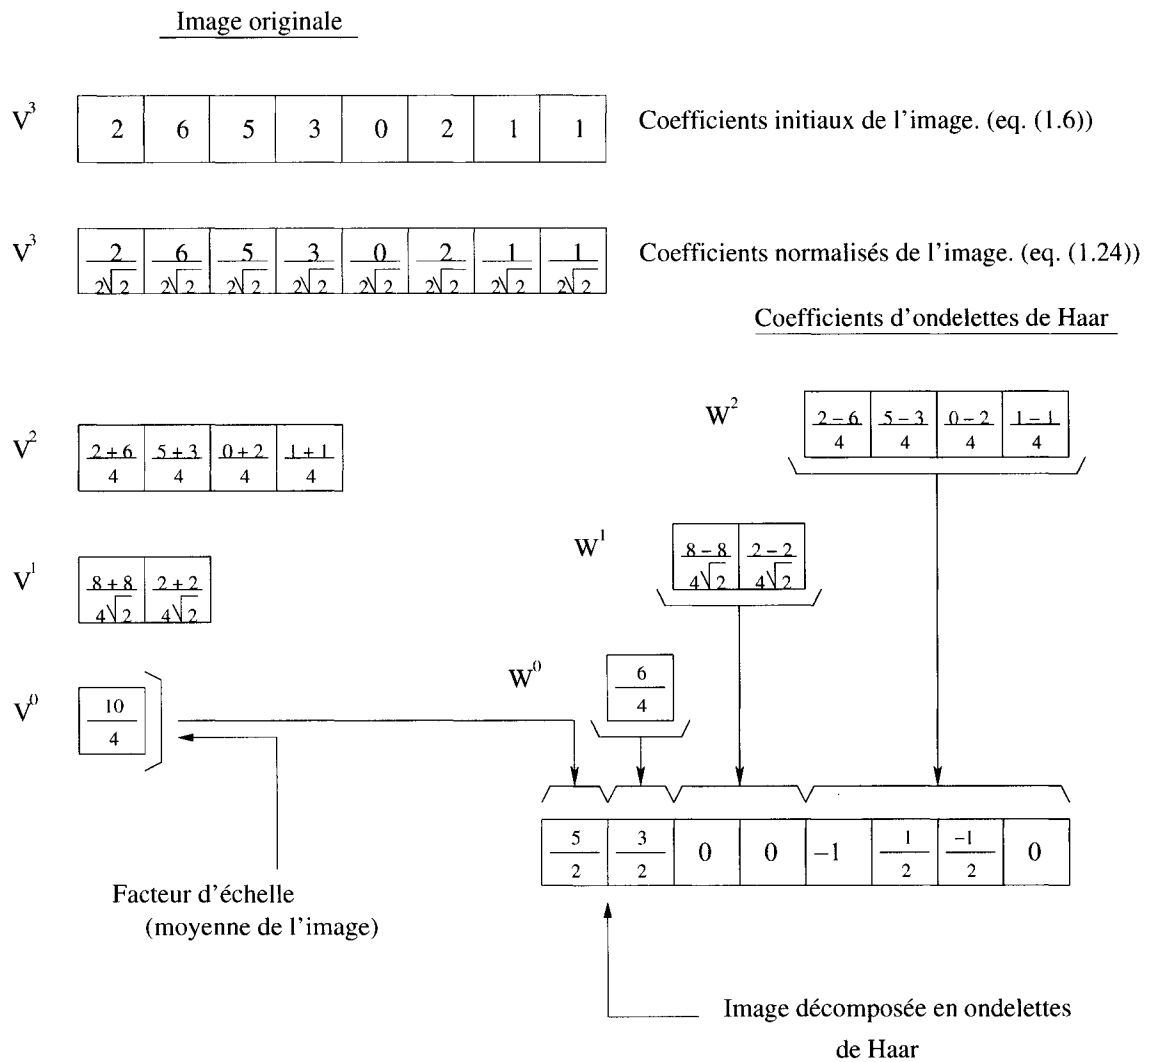 Image originale
V³ 2 6 5 3 0 2 1 1 Coefficients initiaux de l'image. (eq. (1.6))
V³ 2/2√2 6/2√2 5/2√2 3/2√2 0/2√2 2/2√2 1/2√2 1/2√2 Coefficients normalisés de l'image. (eq. (1.24))
Coefficients d'ondelettes de Haar
W² 2–6/4 5–3/4 0–2/4 1–1/4
V² 2+6/4 5+3/4 0+2/4 1+1/4
W¹ 8–8/4√2 2–2/4√2
V¹ 8+8/4√2 2+2/4√2
W⁰ 6/4
V⁰ 10/4
5/2 3/2 0 0 –1 1/2 –1/2 0
Facteur d'échelle
(moyenne de l'image)
Image décomposée en ondelettes
de Haar